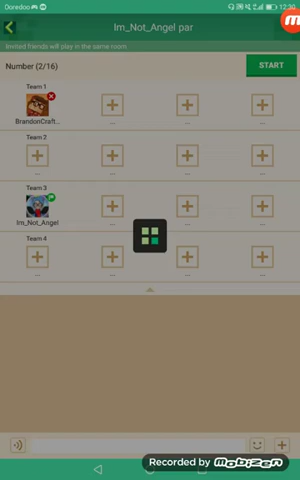 Ooredoo
12:30
Im_Not_Angel par
Invited friends will play in the same room.
Number (2/16)
START
Team 1
BrandonCraft...
...
...
...
Team 2
...
...
...
...
Team 3
Im_Not_Angel
...
...
...
Team 4
...
...
...
...
Recorded by mobizen